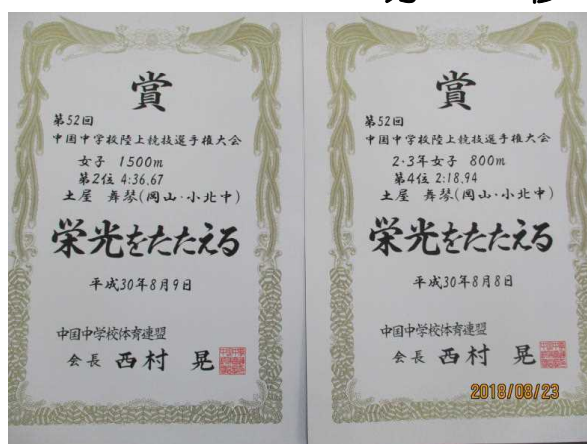 賞
第52回
中国中学校陸上競技選手権大会
女子 1500m
第2位 4:36.67
土屋 舞琴(岡山·小北中)
栄光をたたえる
平成30年8月9日
中国中学校体育連盟
会長 西村 晃
賞
第52回
中国中学校陸上競技選手権大会
2·3年女子 800m
第4位 2:18.94
土屋 舞琴(岡山·小北中)
栄光をたたえる
平成30年8月8日
中国中学校体育連盟
会長 西村 晃
2018/08/23